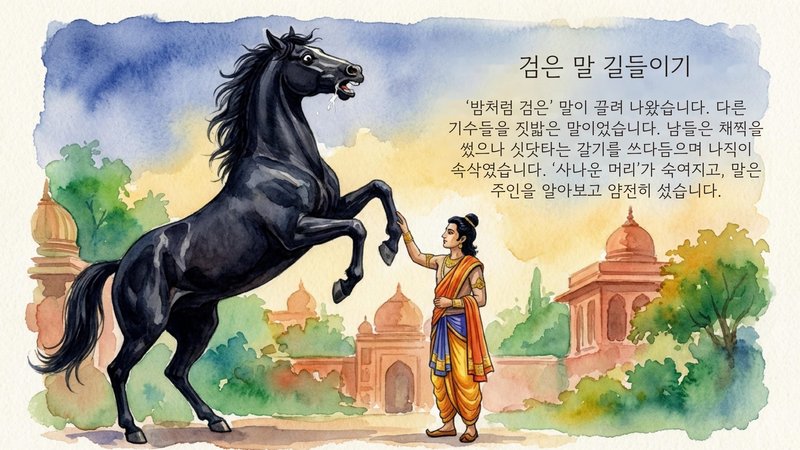 검은 말 길들이기
‘밤처럼 검은’ 말이 끌려 나왔습니다. 다른
기수들을 짓밟은 말이었습니다. 남들은 채찍을
썼으나 싯닷타는 갈기를 쓰다듬으며 나직이
속삭였습니다. ‘사나운 머리’가 숙여지고, 말은
주인을 알아보고 얌전히 섰습니다.